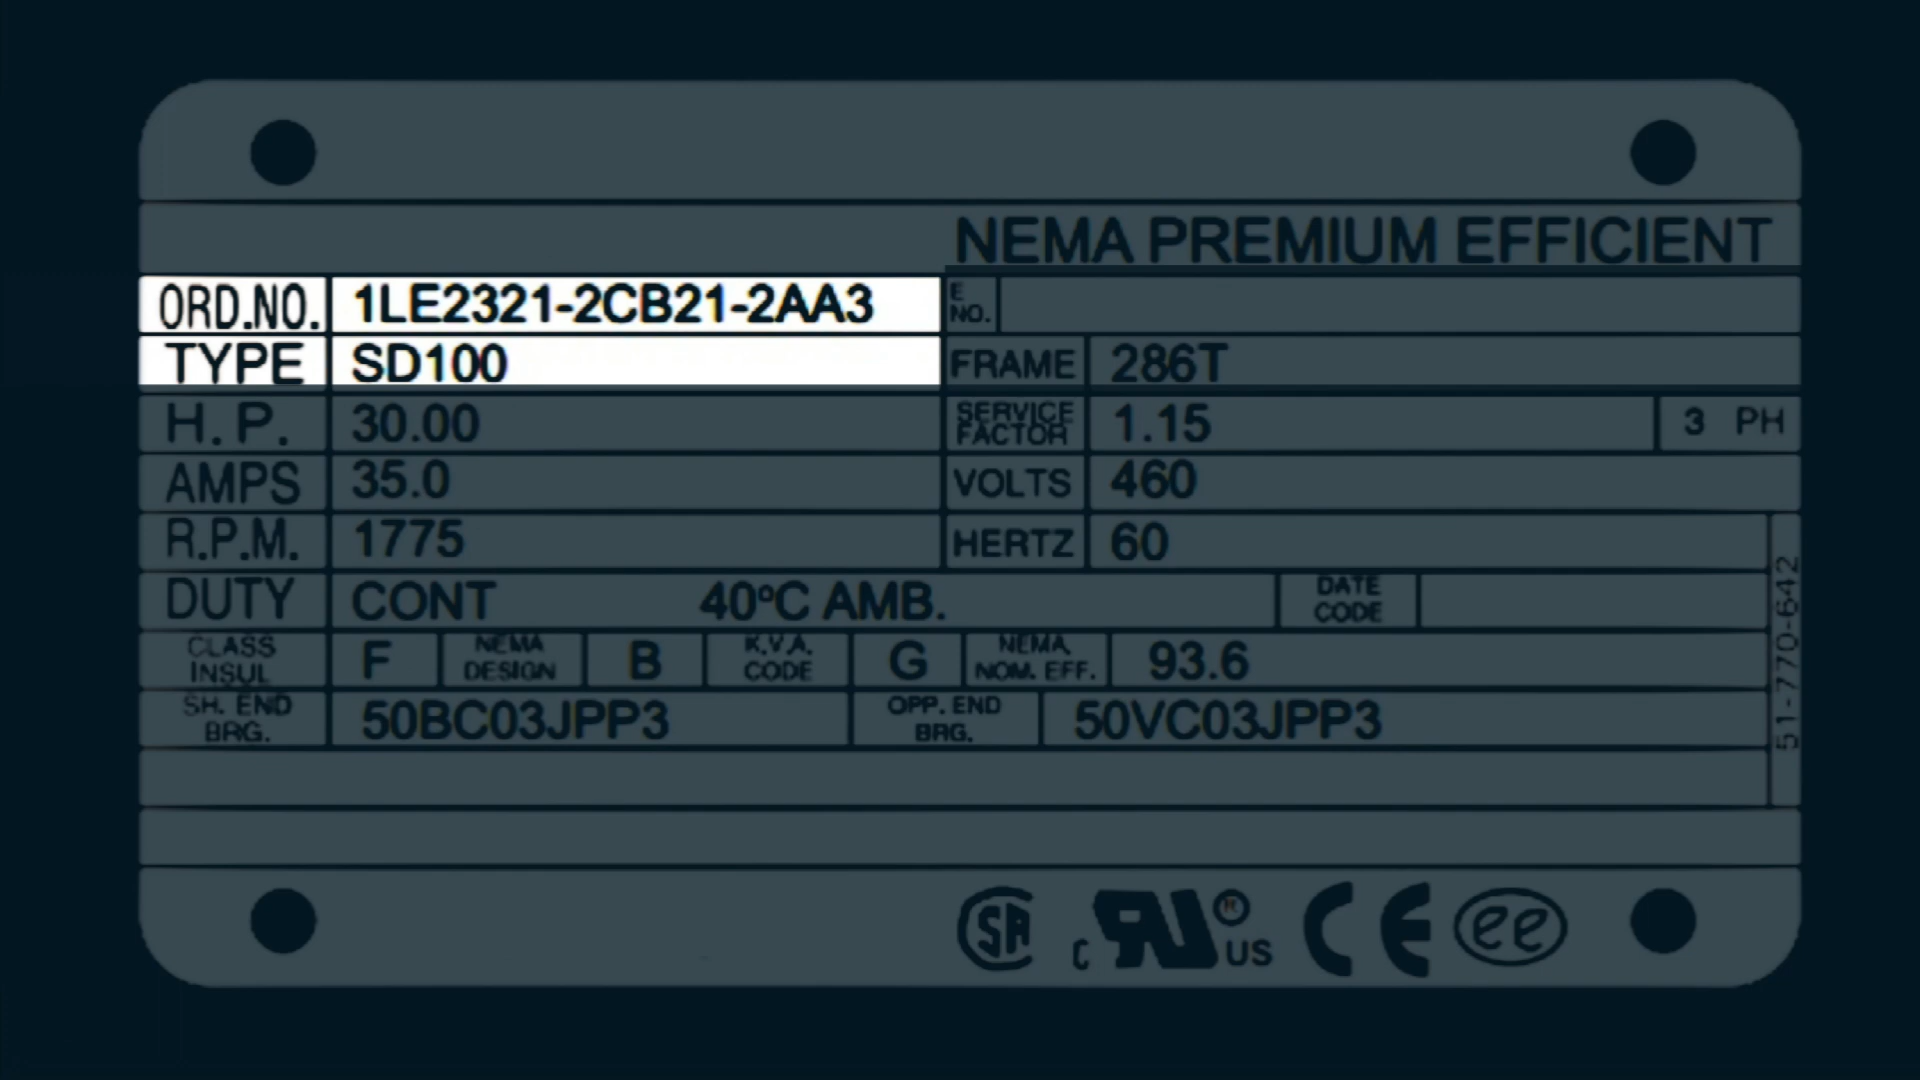 NEMA PREMIUM EFFICIENT
ORD.NO. 1LE2321-2CB21-2AA3 E NO.
TYPE SD100 FRAME 286T
H.P. 30.00 SERVICE FACTOR 1.15 3 PH
AMPS 35.0 VOLTS 460
R.P.M. 1775 HERTZ 60
DUTY CONT 40°C AMB. DATE CODE
CLASS INSUL F NEMA DESIGN B K.V.A. CODE G NEMA NOM. EFF. 93.6
SH. END BRG. 50BC03JPP3 OPP. END BRG. 50VC03JPP3
51-770-642
SA C RU ® US CE ee